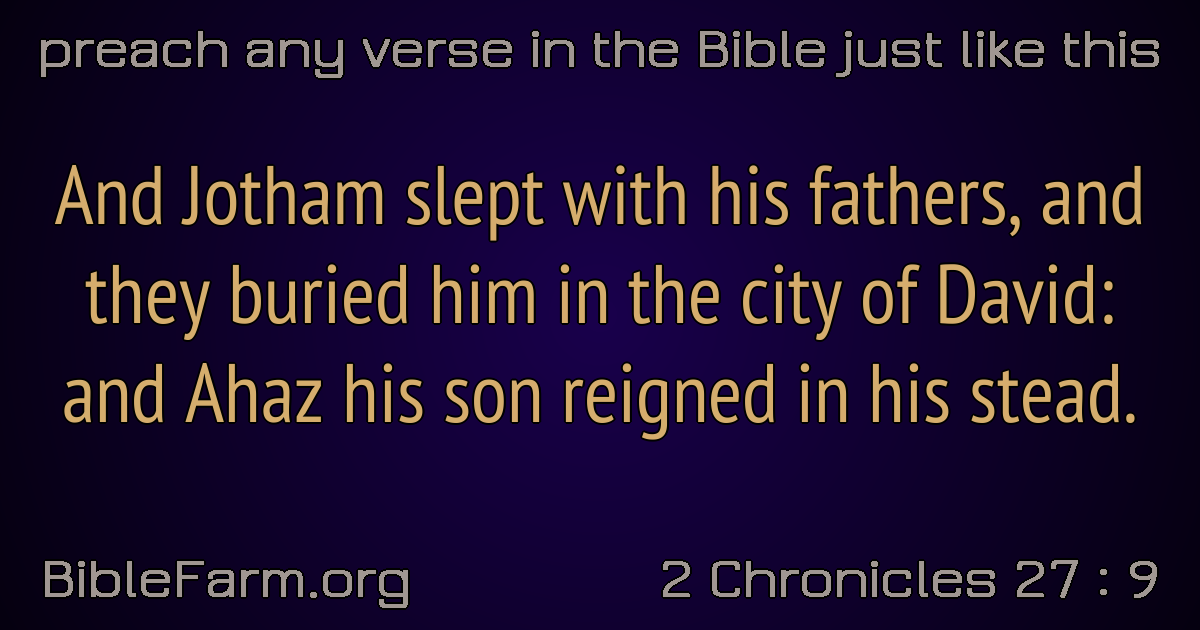 preach any verse in the Bible just like this
And Jotham slept with his fathers, and
they buried him in the city of David:
and Ahaz his son reigned in his stead.
BibleFarm.org
2 Chronicles 27 : 9